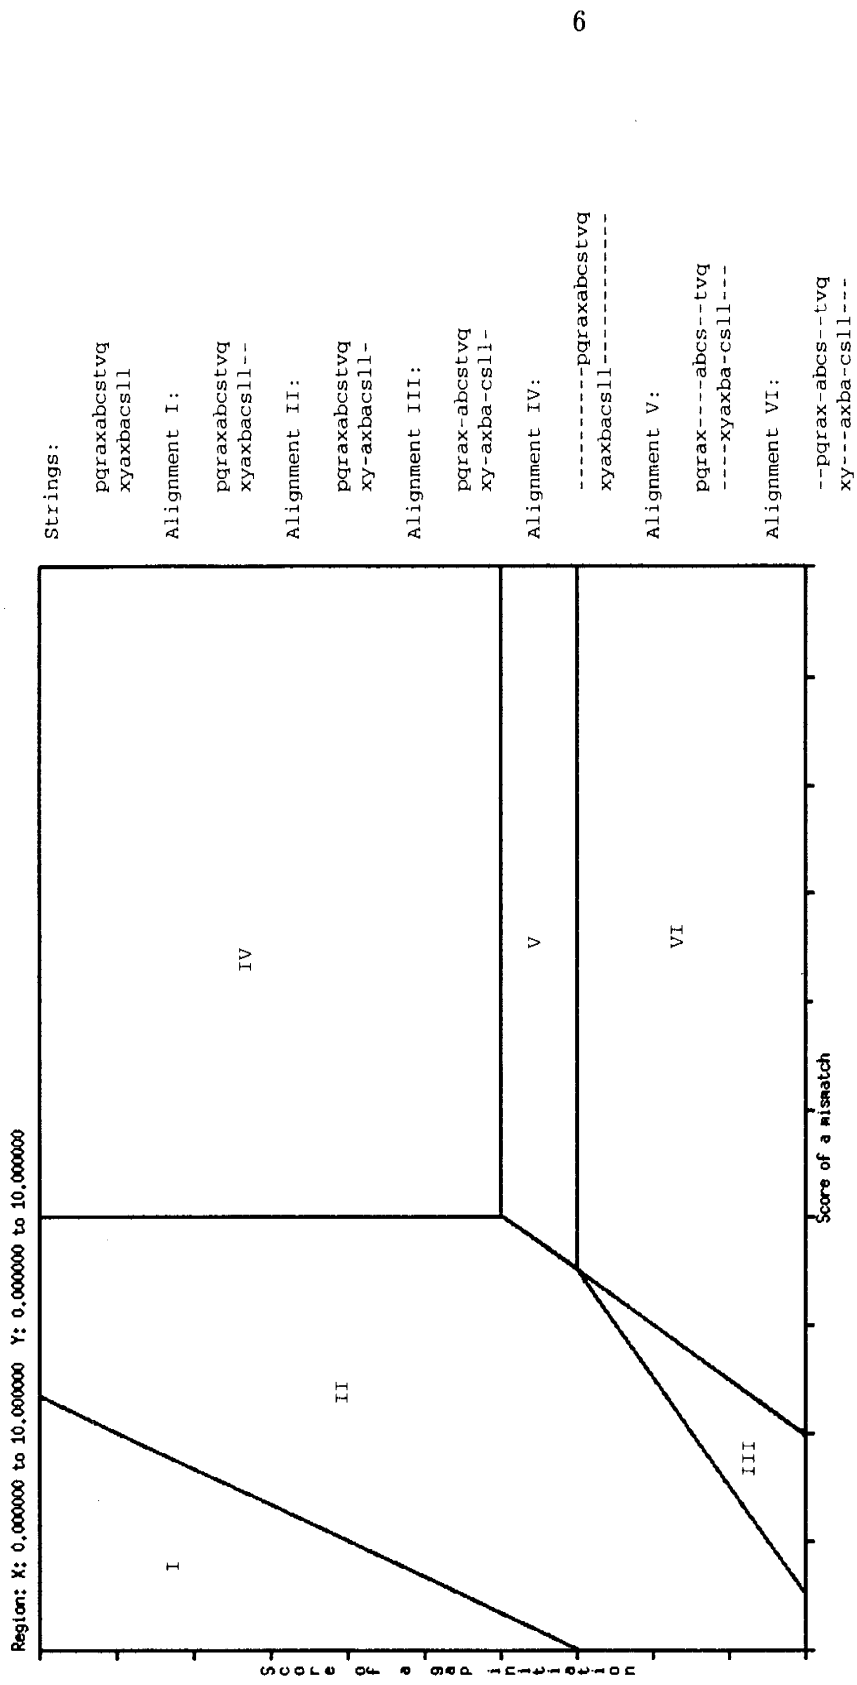 6
Region: X: 0.000000 to 10.000000 Y: 0.000000 to 10.000000
Score of a gap initiation
I
II
III
IV
V
VI
Score of a mismatch
Strings:
pqraxabcstvq
xyaxbacsll
Alignment I:
pqraxabcstvq
xyaxbacsll--
Alignment II:
pqraxabcstvq
xy-axbacsll-
Alignment III:
pqrax-abcstvq
xy-axba-csll-
Alignment IV:
----------pqraxabcstvq
xyaxbacsll------------
Alignment V:
pqrax----abcs--tvq
----xyaxba-csll---
Alignment VI:
--pqrax-abcs--tvq
xy---axba-csll---